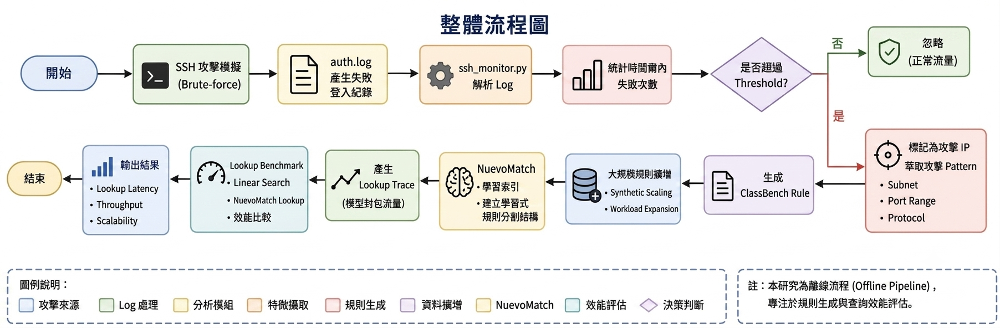 整體流程圖
開始
SSH 攻擊模擬
(Brute-force)
auth.log
產生失敗
登入紀錄
ssh_monitor.py
解析 Log
統計時間內
失敗次數
是否超過
Threshold?
否
忽略
(正常流量)
是
標記為攻擊 IP
萃取攻擊 Pattern
• Subnet
• Port Range
• Protocol
生成
ClassBench Rule
大規模規則擴增
• Synthetic Scaling
• Workload Expansion
NuevoMatch
• 學習索引
• 建立學習式
規則分割結構
產生
Lookup Trace
(模型封包流量)
Lookup Benchmark
• Linear Search
• NuevoMatch Lookup
• 效能比較
輸出結果
• Lookup Latency
• Throughput
• Scalability
結束
圖例說明：
攻擊來源
Log 處理
分析模組
特微攝取
規則生成
資料擴增
NuevoMatch
效能評估
決策判斷
註：本研究為離線流程 (Offline Pipeline)，
專注於規則生成與查詢效能評估。